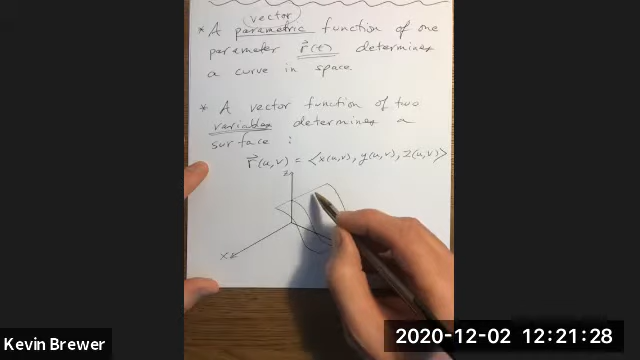 (vector)
* A parametric function of one
parameter r⃗(t) determines
a curve in space
* A vector function of two
variables determines a
surface :
r⃗(u,v) = <x(u,v), y(u,v), z(u,v)>
z
x
Kevin Brewer
2020-12-02 12:21:28